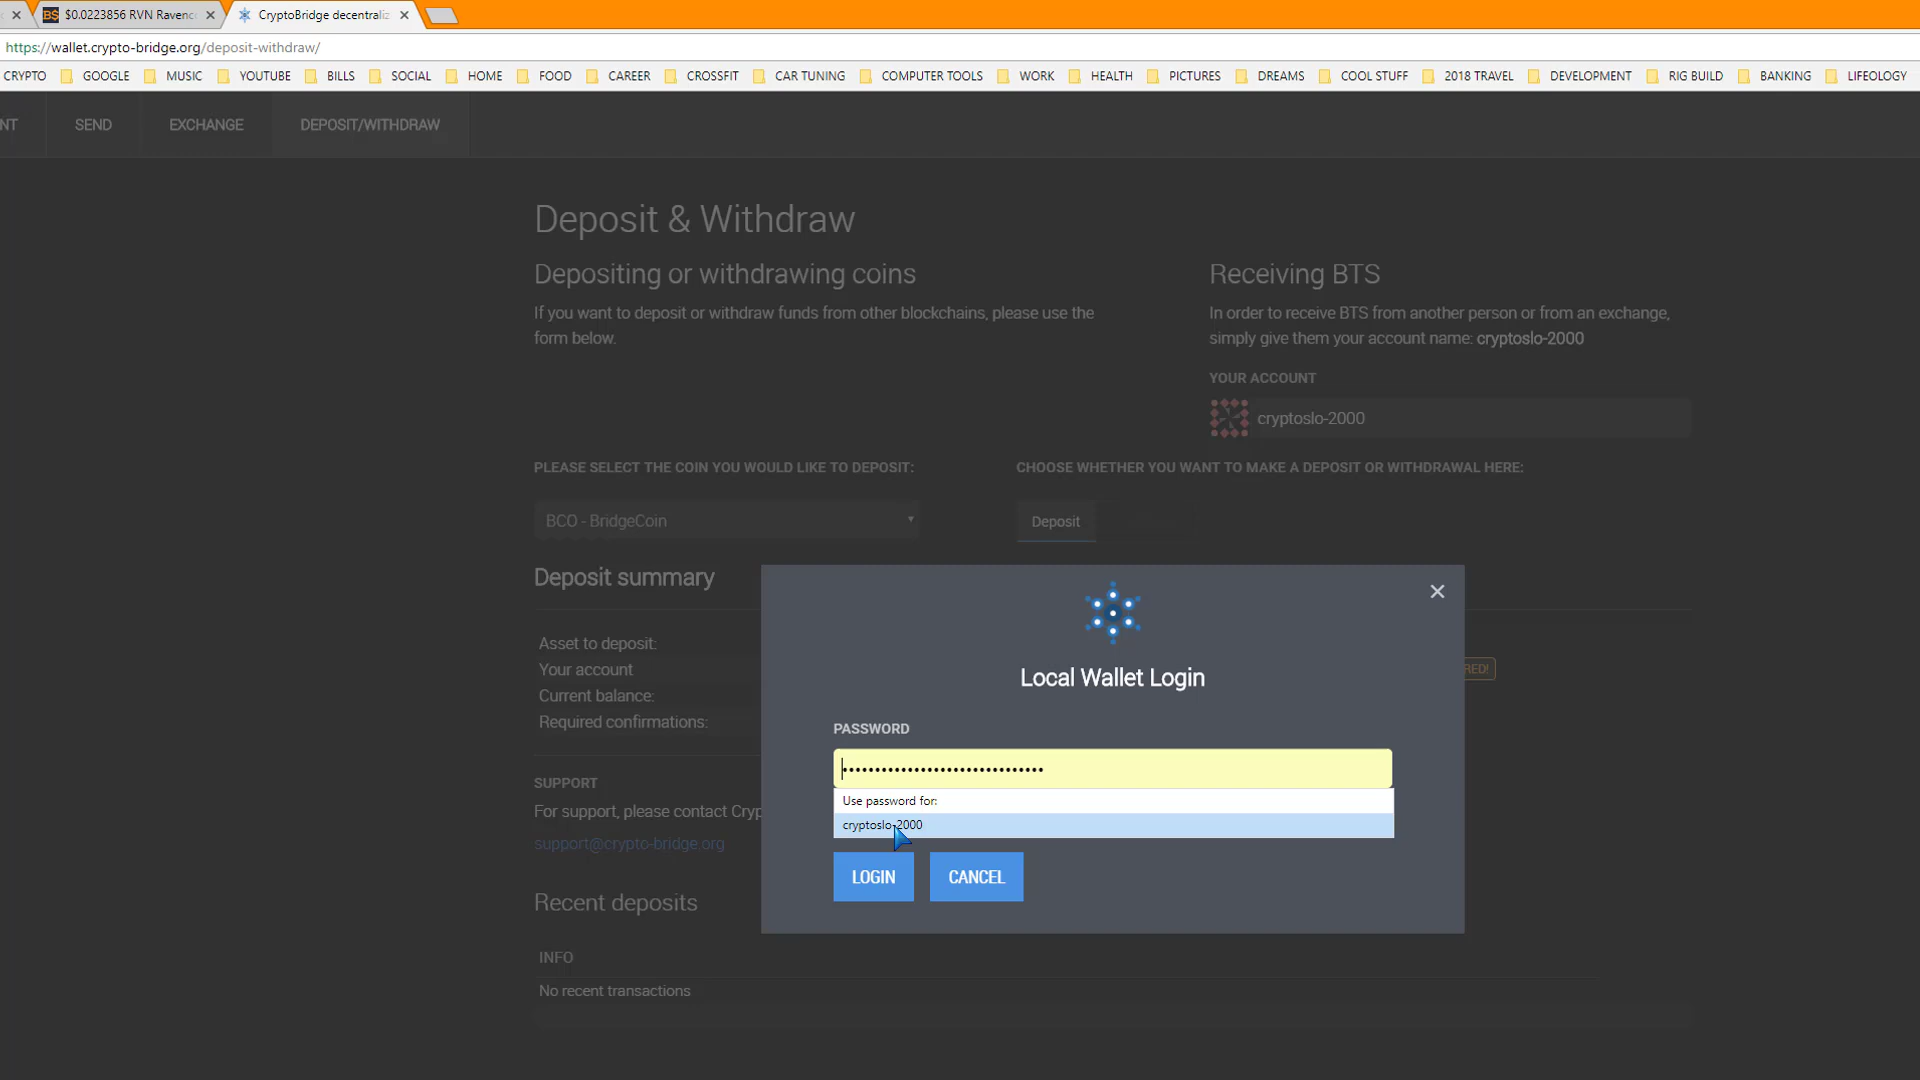 $0.0223856 RVN Ravenc
CryptoBridge decentraliz
https://wallet.crypto-bridge.org/deposit-withdraw/
CRYPTO GOOGLE MUSIC YOUTUBE BILLS SOCIAL HOME FOOD CAREER CROSSFIT CAR TUNING COMPUTER TOOLS WORK HEALTH PICTURES DREAMS COOL STUFF 2018 TRAVEL DEVELOPMENT RIG BUILD BANKING LIFEOLOGY
NT SEND EXCHANGE DEPOSIT/WITHDRAW
Deposit & Withdraw
Depositing or withdrawing coins
If you want to deposit or withdraw funds from other blockchains, please use the
form below.
Receiving BTS
In order to receive BTS from another person or from an exchange,
simply give them your account name: cryptoslo-2000
YOUR ACCOUNT
cryptoslo-2000
PLEASE SELECT THE COIN YOU WOULD LIKE TO DEPOSIT:
BCO - BridgeCoin
CHOOSE WHETHER YOU WANT TO MAKE A DEPOSIT OR WITHDRAWAL HERE:
Deposit
Deposit summary
Asset to deposit:
Your account
Current balance:
Required confirmations:
RED!
SUPPORT
For support, please contact Cryp
support@crypto-bridge.org
Recent deposits
INFO
No recent transactions
Local Wallet Login
PASSWORD
Use password for:
cryptoslo-2000
LOGIN CANCEL